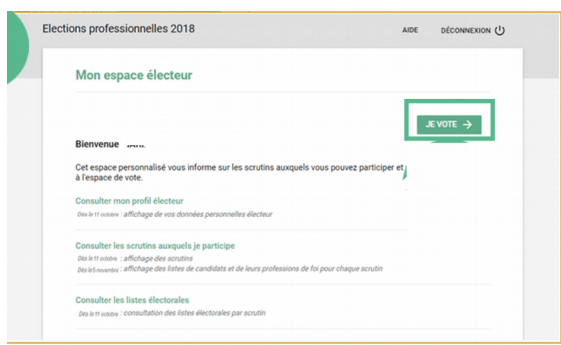 Elections professionnelles 2018
AIDE DÉCONNEXION
Mon espace électeur
JE VOTE →
Bienvenue
Cet espace personnalisé vous informe sur les scrutins auxquels vous pouvez participer et
à l'espace de vote.
Consulter mon profil électeur
Dès le 11 octobre : affichage de vos données personnelles électeur
Consulter les scrutins auxquels je participe
Dès le 11 octobre : affichage des scrutins
Dès le 5 novembre : affichage des listes de candidats et de leurs professions de foi pour chaque scrutin
Consulter les listes électorales
Dès le 11 octobre : consultation des listes électorales par scrutin